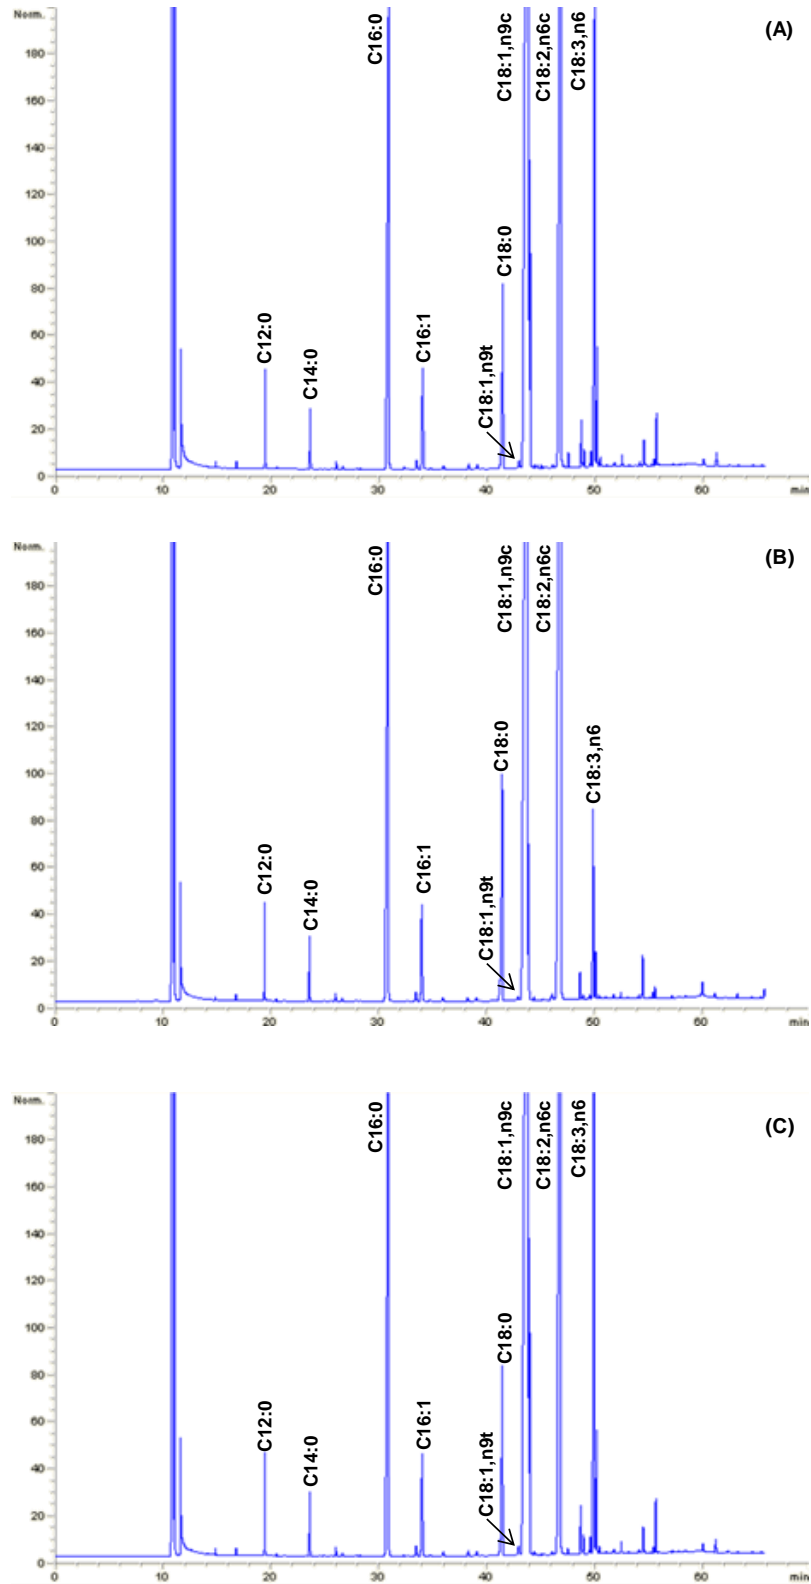 Norm.
(A)
C16:0
C18:1,n9c
C18:2,n6c
C18:3,n6
180
160
140
120
100
C18:0
80
60
C12:0
C16:1
C18:1,n9t
C14:0
40
20
0
0 10 20 30 40 50 60 min
Norm.
(B)
C16:0
C18:1,n9c
C18:2,n6c
180
160
140
120
100
C18:0
C18:3,n6
80
60
C12:0
C16:1
C18:1,n9t
C14:0
40
20
0
0 10 20 30 40 50 60 min
Norm.
(C)
C16:0
C18:1,n9c
C18:2,n6c
C18:3,n6
180
160
140
120
100
C18:0
80
60
C12:0
C16:1
C18:1,n9t
C14:0
40
20
0
0 10 20 30 40 50 60 min